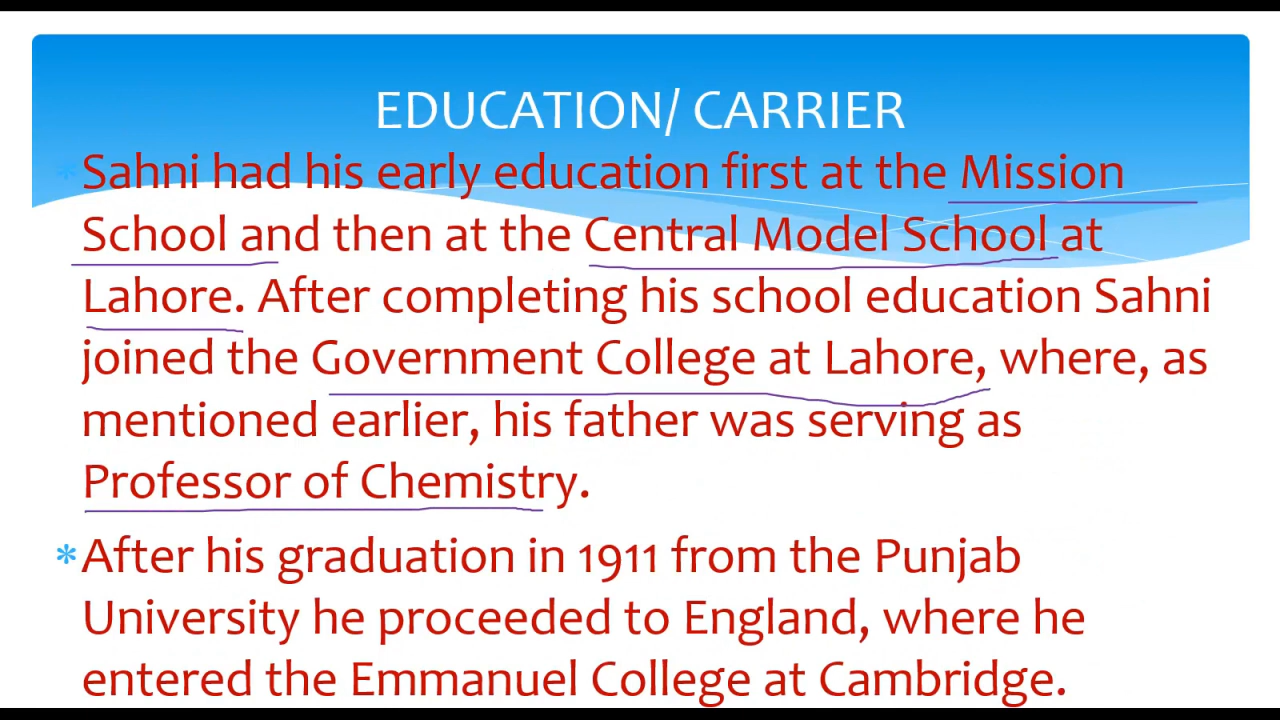 EDUCATION/ CARRIER
* Sahni had his early education first at the Mission
School and then at the Central Model School at
Lahore. After completing his school education Sahni
joined the Government College at Lahore, where, as
mentioned earlier, his father was serving as
Professor of Chemistry.
* After his graduation in 1911 from the Punjab
University he proceeded to England, where he
entered the Emmanuel College at Cambridge.